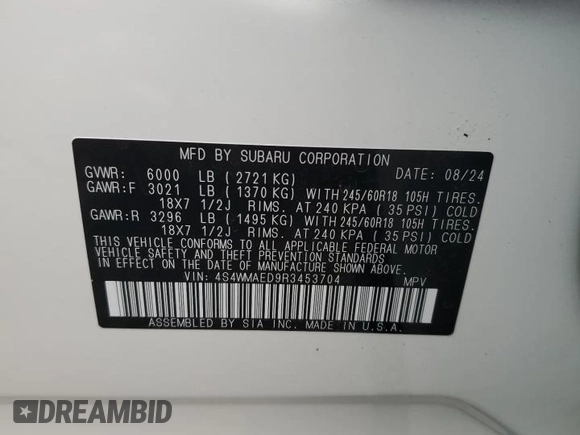 MFD BY SUBARU CORPORATION
GVWR: 6000 LB ( 2721 KG) DATE: 08/24
GAWR:F 3021 LB ( 1370 KG) WITH 245/60R18 105H TIRES.
18X7 1/2J RIMS. AT 240 KPA ( 35 PSI) COLD
GAWR:R 3296 LB ( 1495 KG) WITH 245/60R18 105H TIRES.
18X7 1/2J RIMS. AT 240 KPA ( 35 PSI) COLD
THIS VEHICLE CONFORMS TO ALL APPLICABLE FEDERAL MOTOR
VEHICLE SAFETY AND THEFT PREVENTION STANDARDS
IN EFFECT ON THE DATE OF MANUFACTURE SHOWN ABOVE.
VIN: 4S4WMAED9R3453704 MPV
ASSEMBLED BY SIA INC. MADE IN U.S.A.
DREAMBID